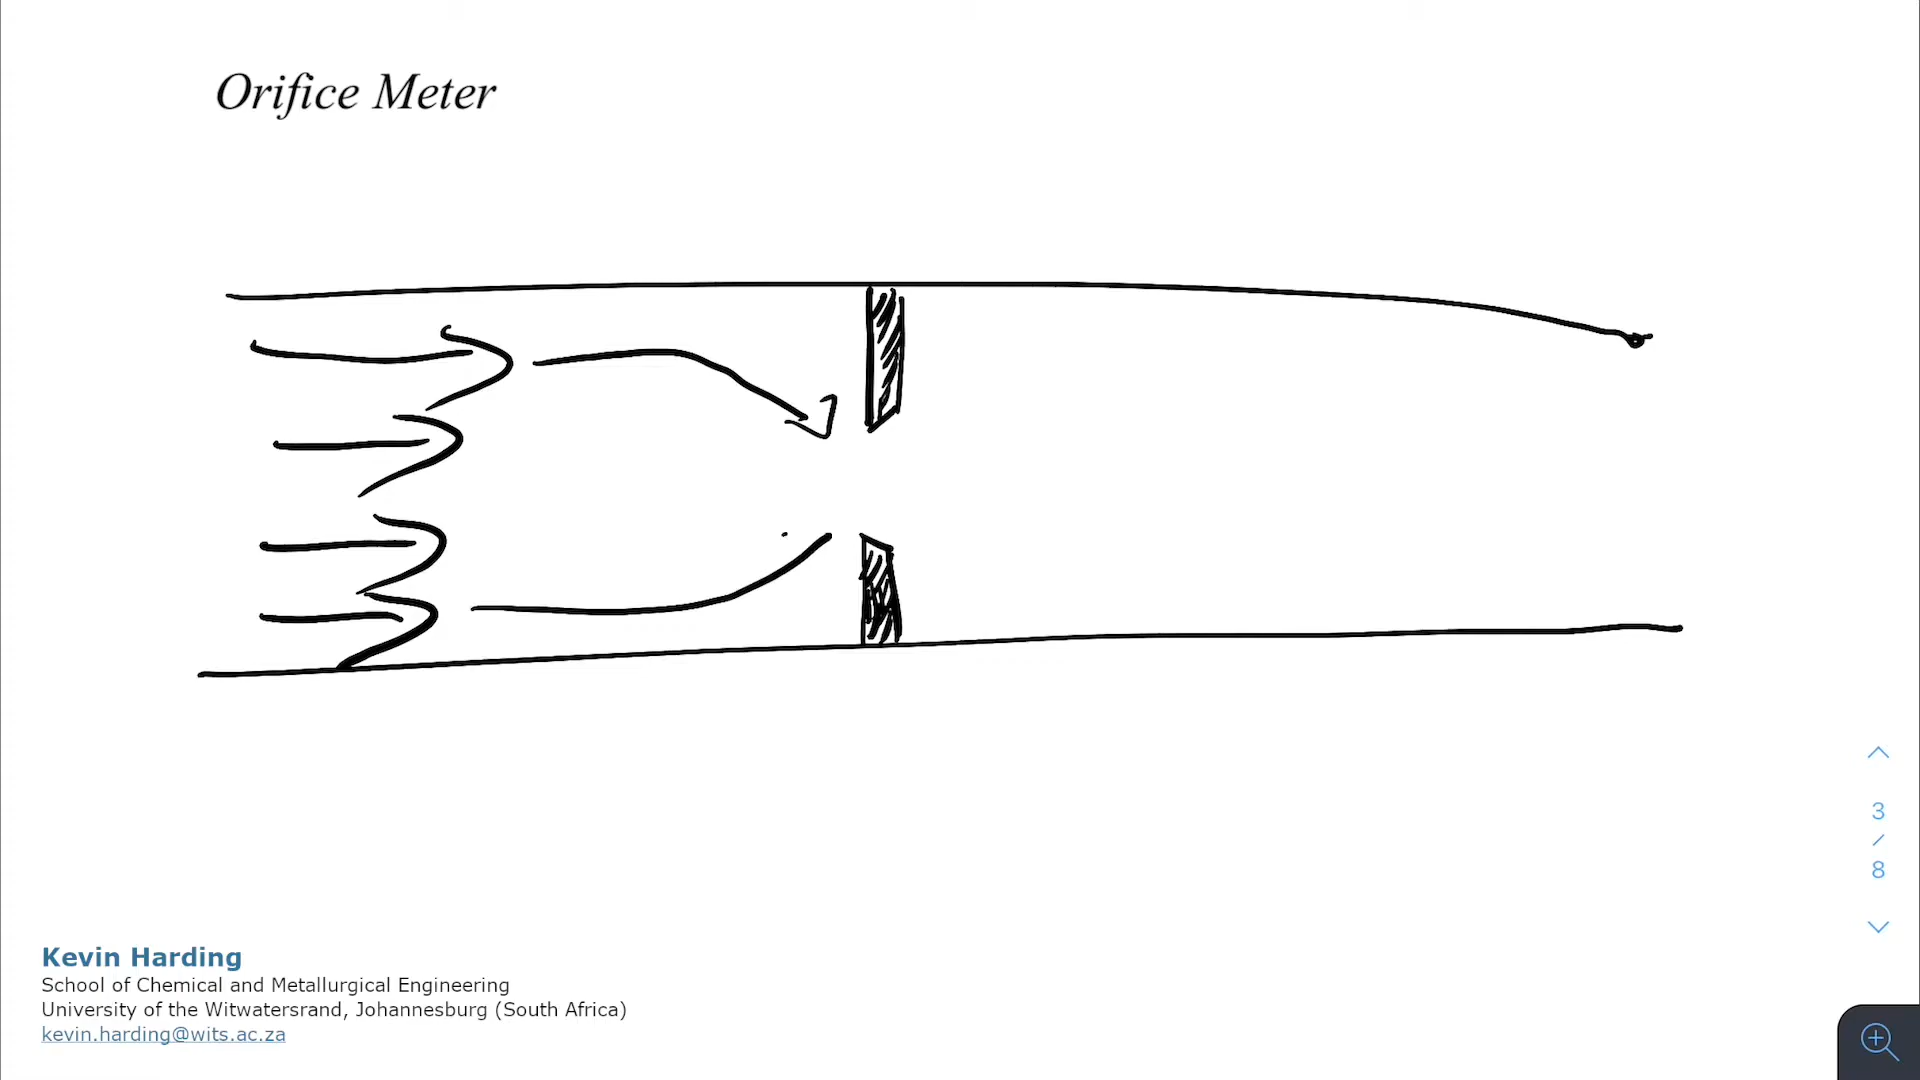 Orifice Meter
3
/
8
Kevin Harding
School of Chemical and Metallurgical Engineering
University of the Witwatersrand, Johannesburg (South Africa)
kevin.harding@wits.ac.za